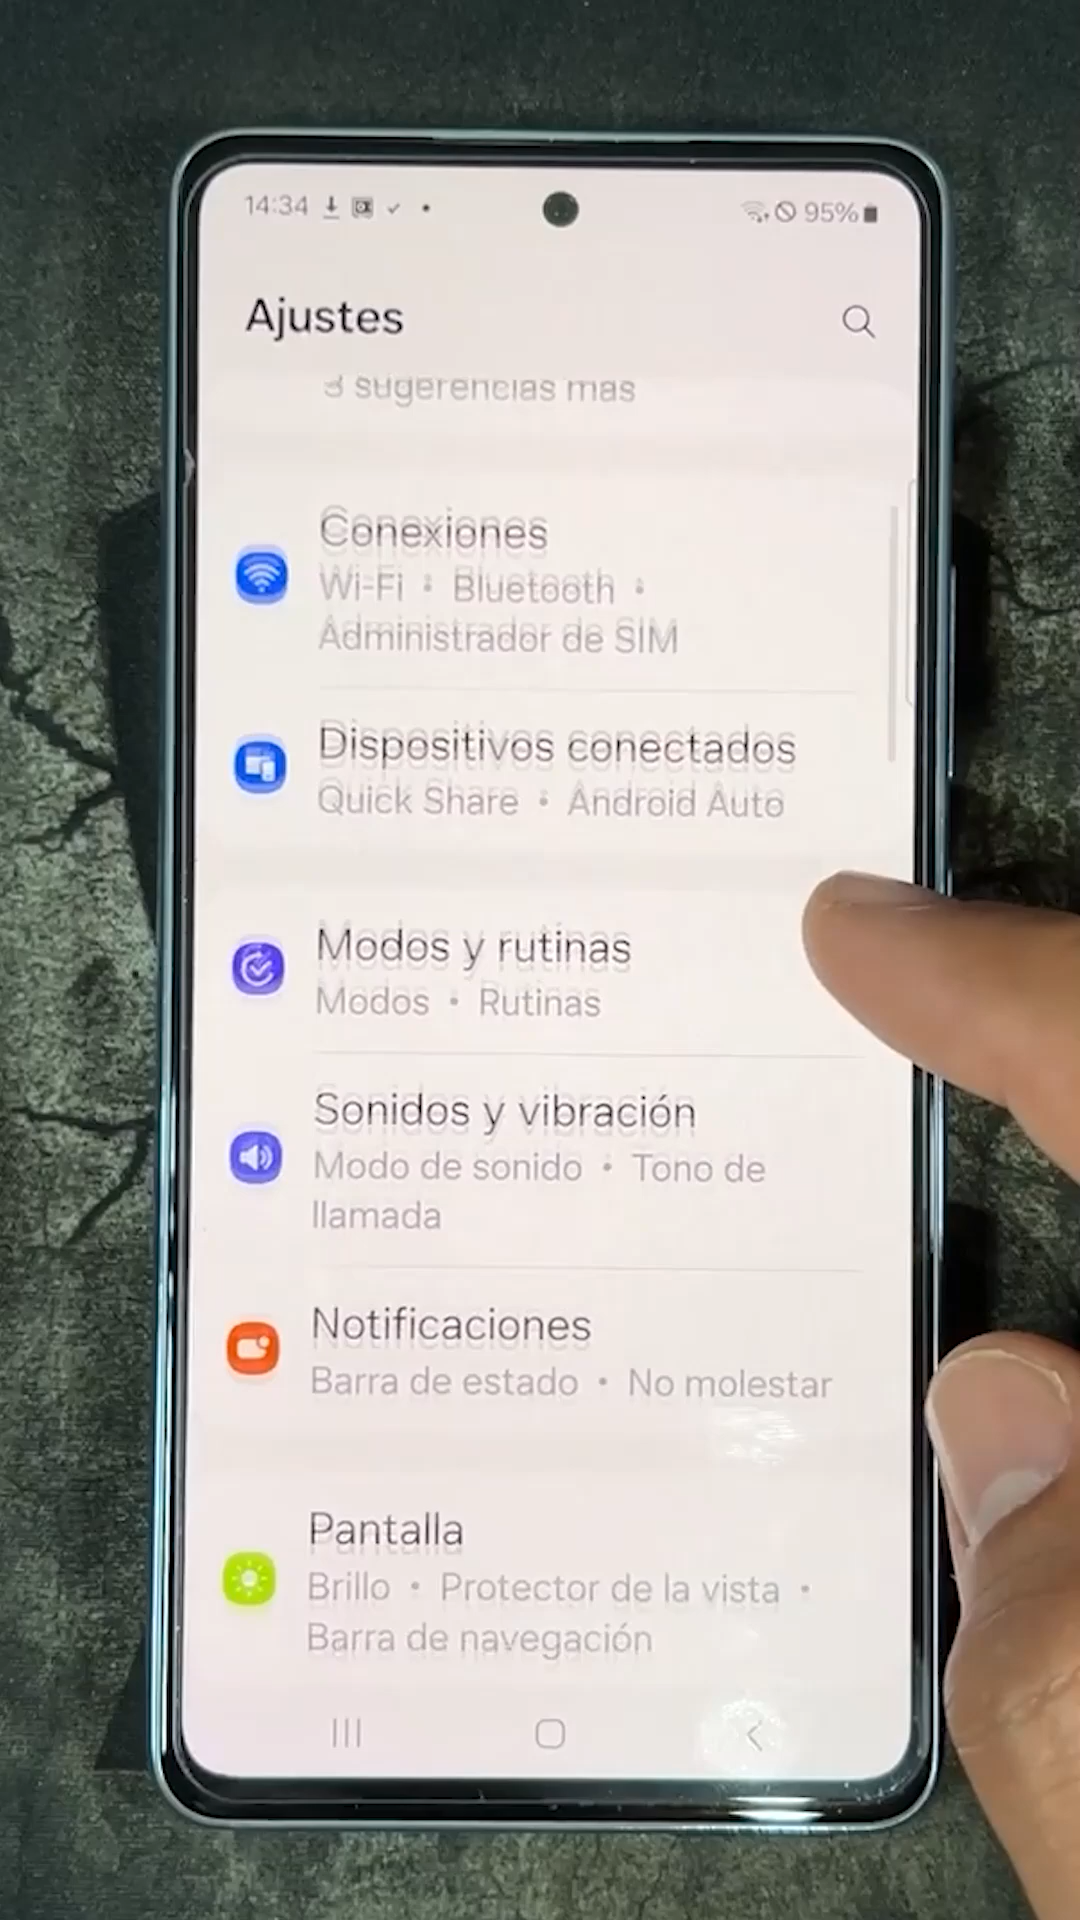 14:34
95%
Ajustes
3 sugerencias mas
Conexiones
Wi-Fi • Bluetooth •
Administrador de SIM
Dispositivos conectados
Quick Share • Android Auto
Modos y rutinas
Modos • Rutinas
Sonidos y vibración
Modo de sonido • Tono de
llamada
Notificaciones
Barra de estado • No molestar
Pantalla
Brillo • Protector de la vista •
Barra de navegación